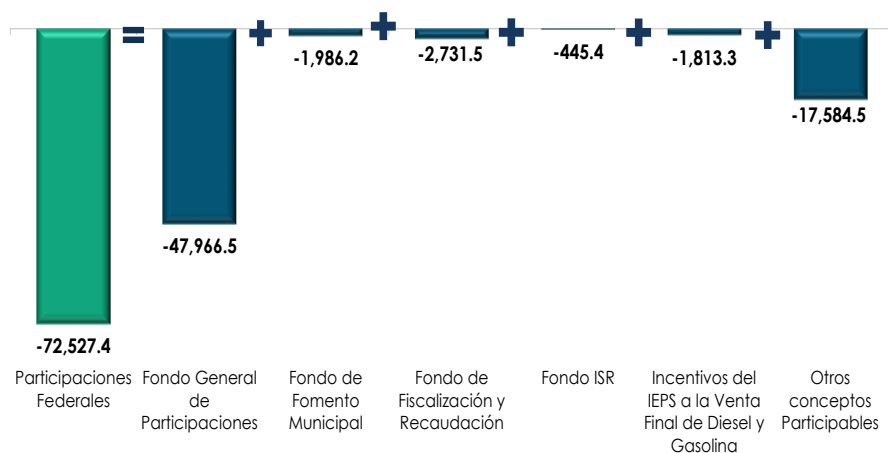 =
+
+
+
+
+
-1,986.2
-2,731.5
-445.4
-1,813.3
-17,584.5
-47,966.5
-72,527.4
Participaciones
Federales
Fondo General
de
Participaciones
Fondo de
Fomento
Municipal
Fondo de
Fiscalización y
Recaudación
Fondo ISR
Incentivos del
IEPS a la Venta
Final de Diesel y
Gasolina
Otros
conceptos
Participables